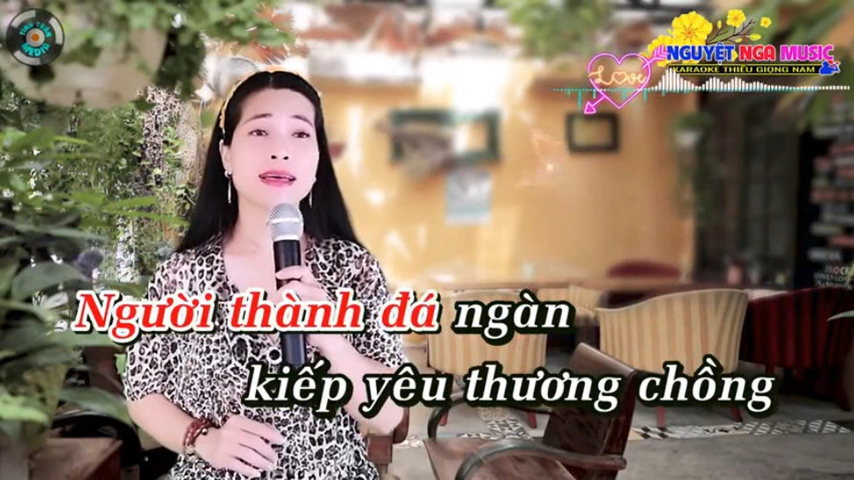 NGUYỆT NGA MUSIC
KARAOKE THIẾU GIỌNG NAM
Love
Người thành đá ngàn
kiếp yêu thương chồng